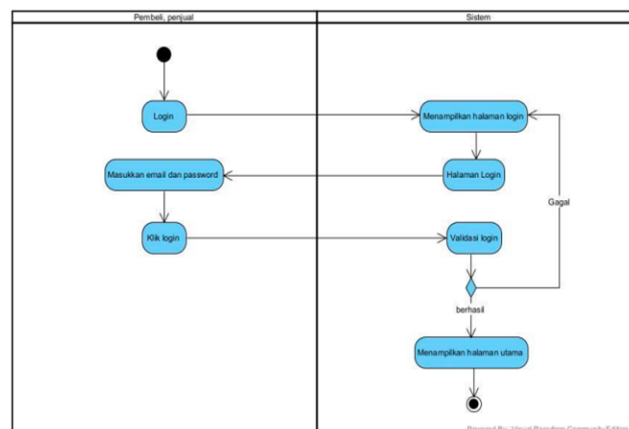 Pembeli, penjual
Sistem
Login
Menampilkan halaman login
Masukkan email dan password
Halaman Login
Gagal
Klik login
Validasi login
berhasil
Menampilkan halaman utama